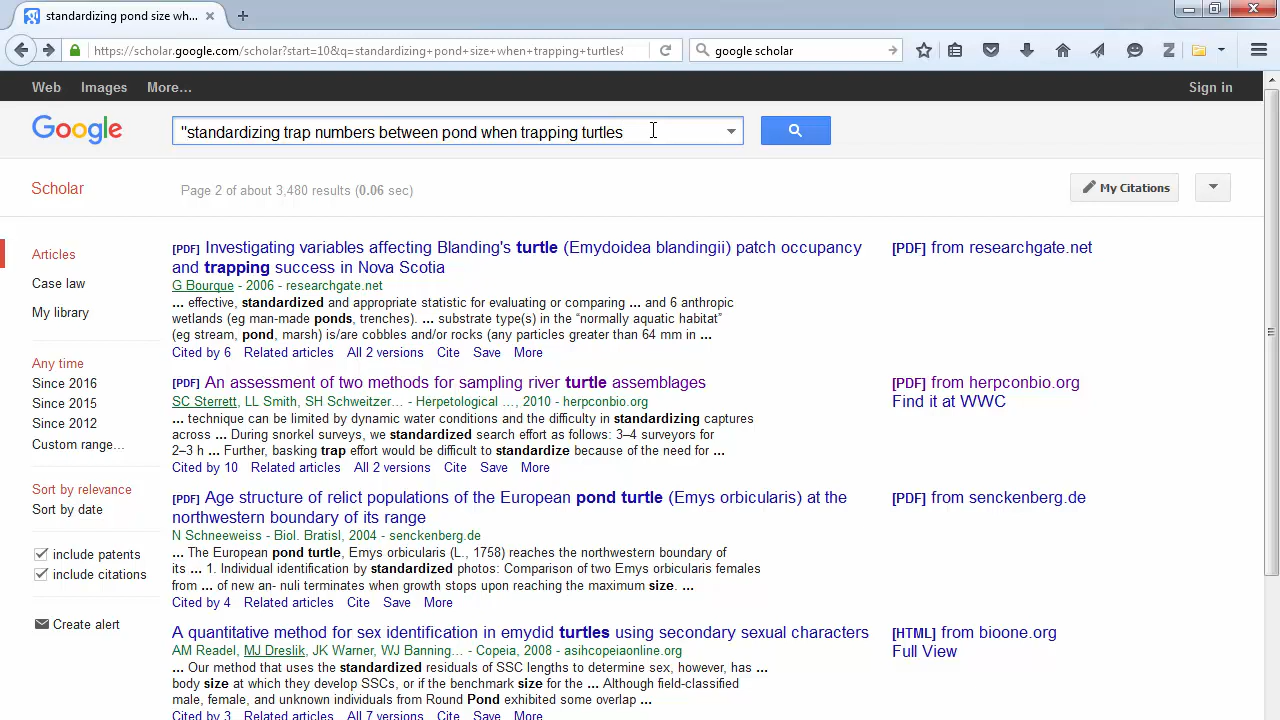 standardizing pond size wh...
https://scholar.google.com/scholar?start=10&q=standardizing+pond+size+when+trapping+turtles&
google scholar
Web Images More...
Sign in
Google
"standardizing trap numbers between pond when trapping turtles
Scholar
Page 2 of about 3,480 results (0.06 sec)
My Citations
Articles
Case law
My library
Any time
Since 2016
Since 2015
Since 2012
Custom range...
Sort by relevance
Sort by date
include patents
include citations
Create alert
[PDF] Investigating variables affecting Blanding's turtle (Emydoidea blandingii) patch occupancy
and trapping success in Nova Scotia
G Bourque - 2006 - researchgate.net
... effective, standardized and appropriate statistic for evaluating or comparing ... and 6 anthropic
wetlands (eg man-made ponds, trenches). ... substrate type(s) in the “normally aquatic habitat”
(eg stream, pond, marsh) is/are cobbles and/or rocks (any particles greater than 64 mm in ...
Cited by 6 Related articles All 2 versions Cite Save More
[PDF] from researchgate.net
[PDF] An assessment of two methods for sampling river turtle assemblages
SC Sterrett, LL Smith, SH Schweitzer… - Herpetological …, 2010 - herpconbio.org
... technique can be limited by dynamic water conditions and the difficulty in standardizing captures
across ... During snorkel surveys, we standardized search effort as follows: 3–4 surveyors for
2–3 h ... Further, basking trap effort would be difficult to standardize because of the need for ...
Cited by 10 Related articles All 2 versions Cite Save More
[PDF] from herpconbio.org
Find it at WWC
[PDF] Age structure of relict populations of the European pond turtle (Emys orbicularis) at the
northwestern boundary of its range
N Schneeweiss - Biol. Bratisl, 2004 - senckenberg.de
... The European pond turtle, Emys orbicularis (L., 1758) reaches the northwestern boundary of
its ... 1. Individual identification by standardized photos: Comparison of two Emys orbicularis females
from ... of new an- nuli terminates when growth stops upon reaching the maximum size. ...
Cited by 4 Related articles Cite Save More
[PDF] from senckenberg.de
A quantitative method for sex identification in emydid turtles using secondary sexual characters
AM Readel, MJ Dreslik, JK Warner, WJ Banning… - Copeia, 2008 - asihcopeiaonline.org
... Our method that uses the standardized residuals of SSC lengths to determine sex, however, has ...
body size at which they develop SSCs, or if the benchmark size for the ... Although field-classified
male, female, and unknown individuals from Round Pond exhibited some overlap ...
Cited by 3 Related articles All 7 versions Cite Save More
[HTML] from bioone.org
Full View